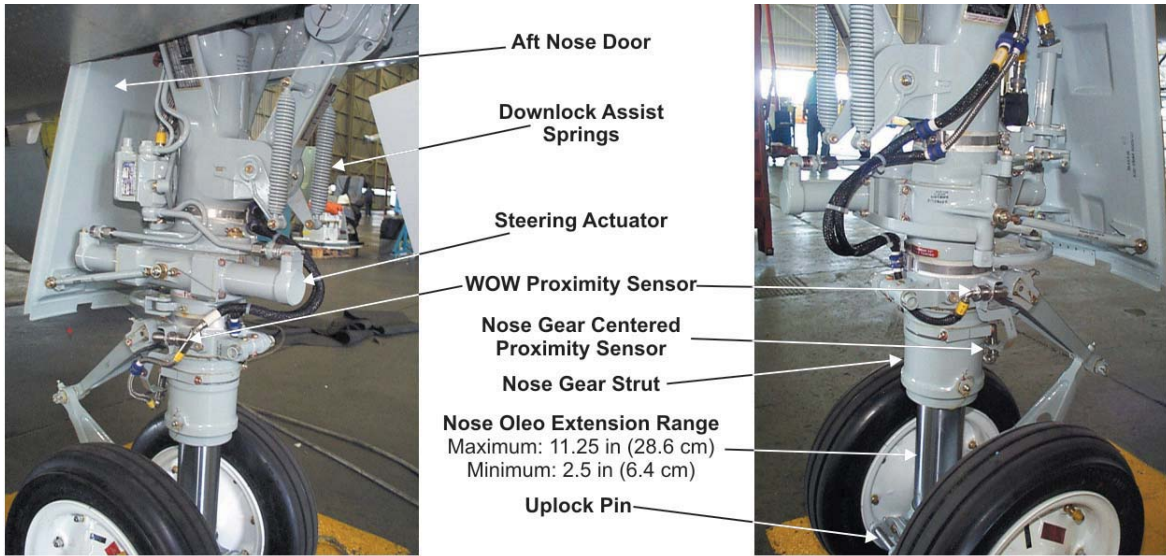 Aft Nose Door
Downlock Assist
Springs
Steering Actuator
WOW Proximity Sensor
Nose Gear Centered
Proximity Sensor
Nose Gear Strut
Nose Oleo Extension Range
Maximum: 11.25 in (28.6 cm)
Minimum: 2.5 in (6.4 cm)
Uplock Pin